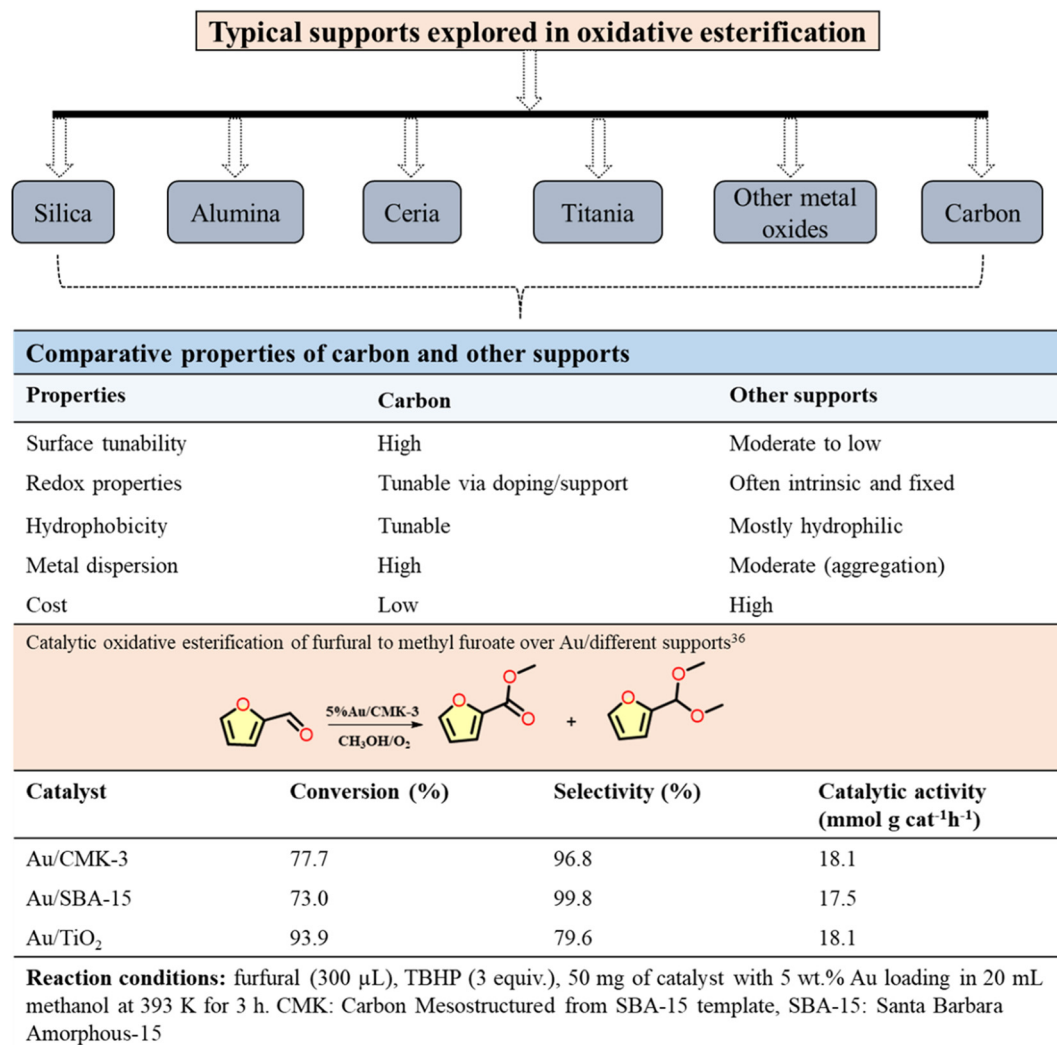 Typical supports explored in oxidative esterification
Silica
Alumina
Ceria
Titania
Other metal
oxides
Carbon
Comparative properties of carbon and other supports
Properties Carbon Other supports
Surface tunability High Moderate to low
Redox properties Tunable via doping/support Often intrinsic and fixed
Hydrophobicity Tunable Mostly hydrophilic
Metal dispersion High Moderate (aggregation)
Cost Low High
Catalytic oxidative esterification of furfural to methyl furoate over Au/different supports³⁶
O O 5%Au/CMK-3 CH₃OH/O₂ O O O + O O O
Catalyst Conversion (%) Selectivity (%) Catalytic activity
(mmol g cat⁻¹h⁻¹)
Au/CMK-3 77.7 96.8 18.1
Au/SBA-15 73.0 99.8 17.5
Au/TiO₂ 93.9 79.6 18.1
Reaction conditions: furfural (300 μL), TBHP (3 equiv.), 50 mg of catalyst with 5 wt.% Au loading in 20 mL
methanol at 393 K for 3 h. CMK: Carbon Mesostructured from SBA-15 template, SBA-15: Santa Barbara
Amorphous-15